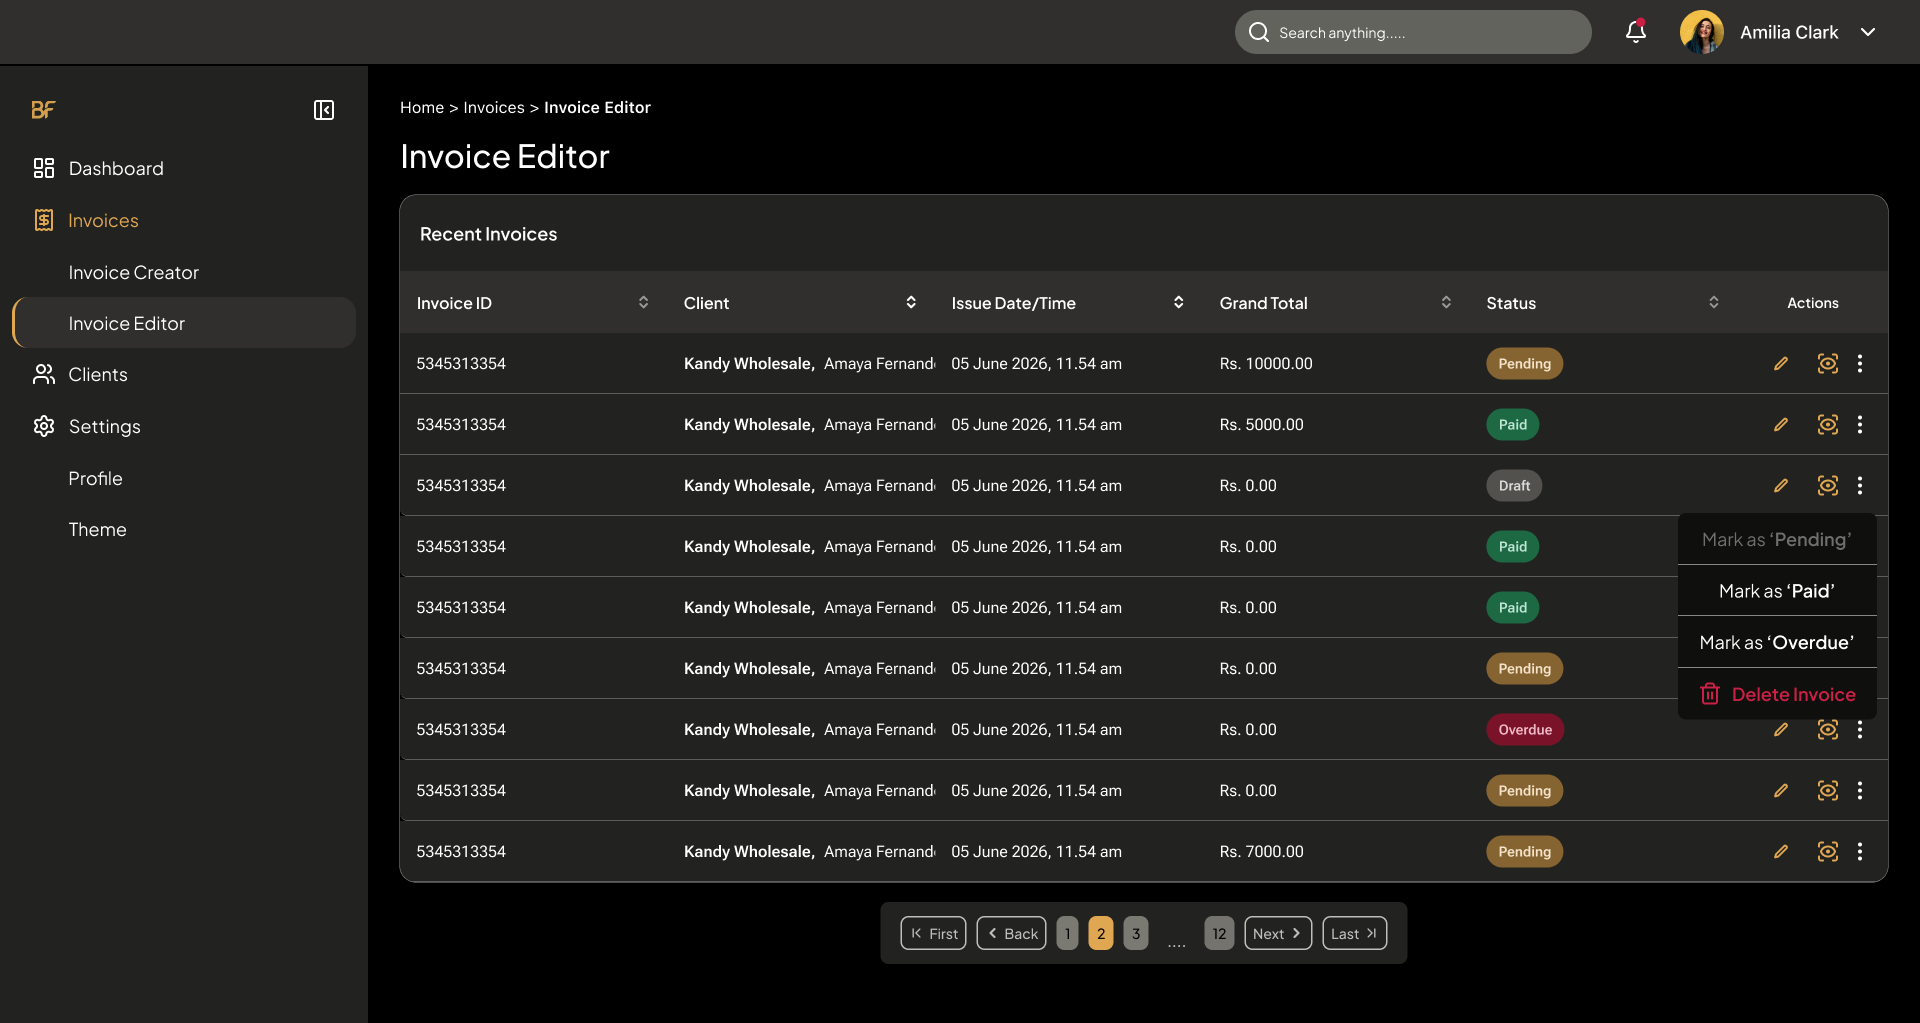 Search anything.....
Amilia Clark
BF
Dashboard
Invoices
Invoice Creator
Invoice Editor
Clients
Settings
Profile
Theme
Home > Invoices > Invoice Editor
Invoice Editor
Recent Invoices
Invoice ID Client Issue Date/Time Grand Total Status Actions
5345313354 Kandy Wholesale, Amaya Fernand 05 June 2026, 11.54 am Rs. 10000.00 Pending
5345313354 Kandy Wholesale, Amaya Fernand 05 June 2026, 11.54 am Rs. 5000.00 Paid
5345313354 Kandy Wholesale, Amaya Fernand 05 June 2026, 11.54 am Rs. 0.00 Draft
5345313354 Kandy Wholesale, Amaya Fernand 05 June 2026, 11.54 am Rs. 0.00 Paid
5345313354 Kandy Wholesale, Amaya Fernand 05 June 2026, 11.54 am Rs. 0.00 Paid
5345313354 Kandy Wholesale, Amaya Fernand 05 June 2026, 11.54 am Rs. 0.00 Pending
5345313354 Kandy Wholesale, Amaya Fernand 05 June 2026, 11.54 am Rs. 0.00 Overdue
5345313354 Kandy Wholesale, Amaya Fernand 05 June 2026, 11.54 am Rs. 0.00 Pending
5345313354 Kandy Wholesale, Amaya Fernand 05 June 2026, 11.54 am Rs. 7000.00 Pending
Mark as ‘Pending’
Mark as ‘Paid’
Mark as ‘Overdue’
Delete Invoice
First Back 1 2 3 .... 12 Next Last